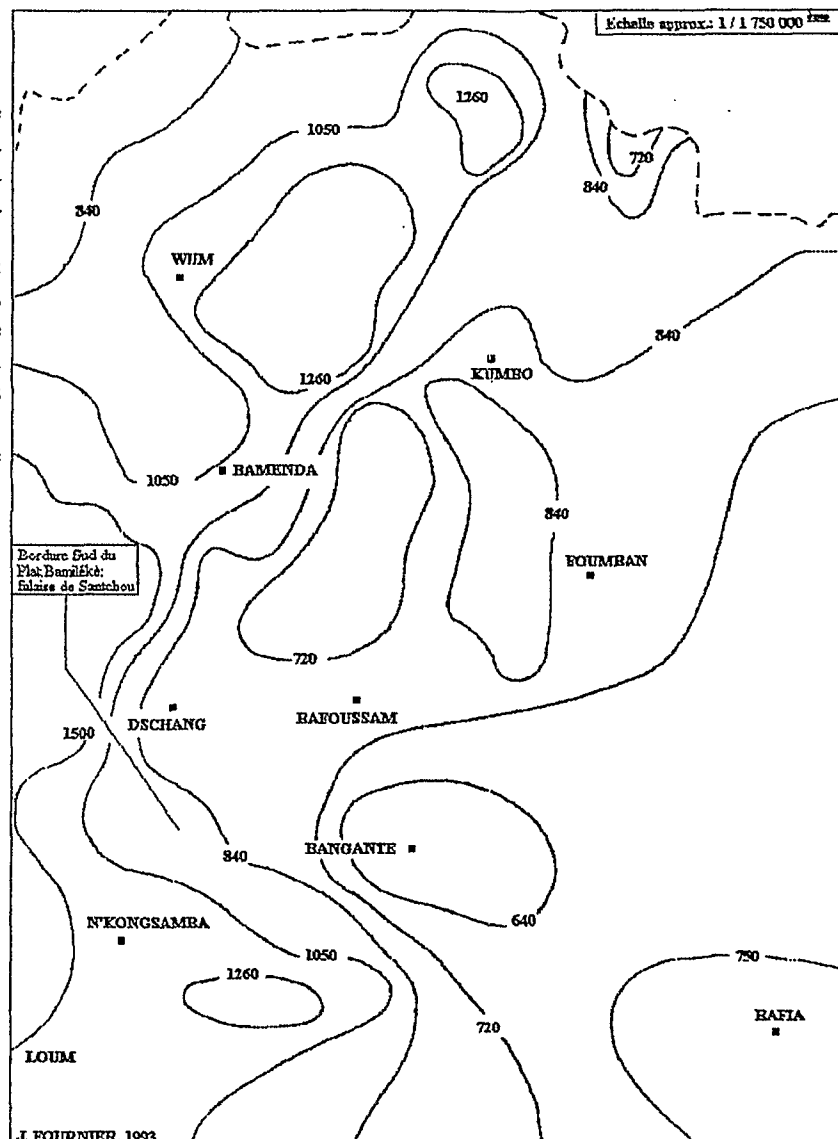 Echelle approx.: 1 / 1 750 000
1260
1050
720
840
840
WUM
840
KUMBO
1260
1050
BAMENDA
840
Bordure Sud du
Plat. Bamiléké:
falaise de Santchou
FOUMBAN
720
DSCHANG
BAFOUSSAM
1500
BANGANTE
840
640
N'KONGSAMBA
1050
750
1260
720
BAFIA
LOUM
J. FOURNIER 1993